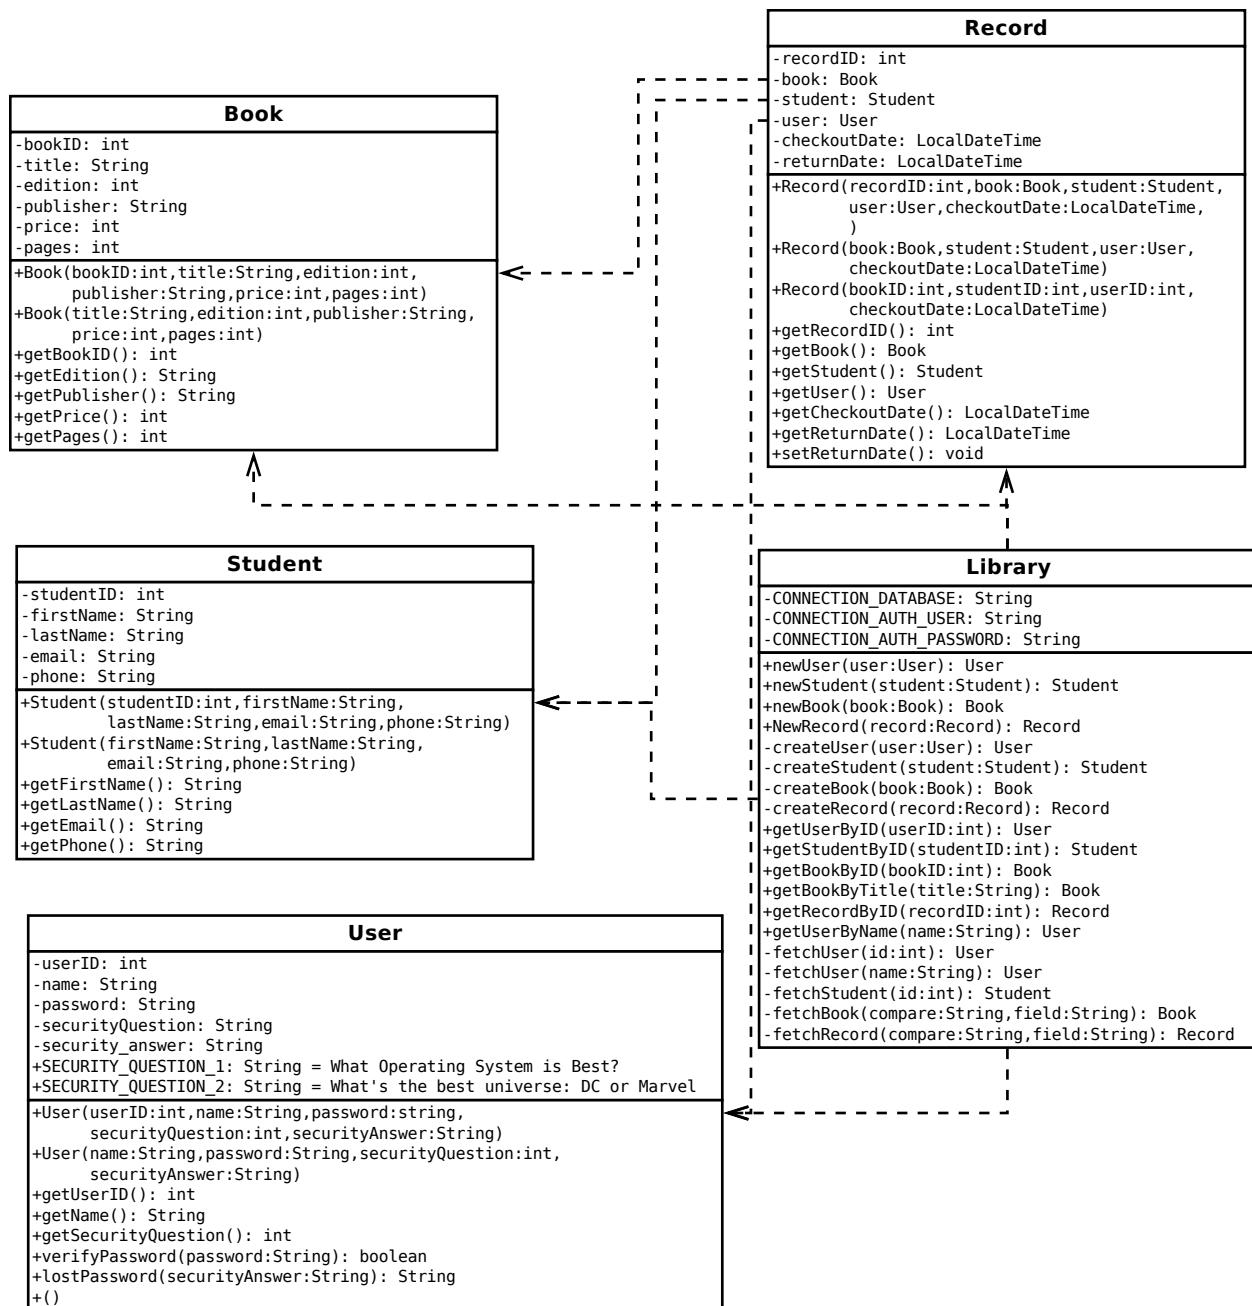 Record
-recordID: int
-book: Book
-student: Student
-user: User
-checkoutDate: LocalDateTime
-returnDate: LocalDateTime
+Record(recordID:int,book:Book,student:Student,
user:User,checkoutDate:LocalDateTime,
)
+Record(book:Book,student:Student,user:User,
checkoutDate:LocalDateTime)
+Record(bookID:int,studentID:int,userID:int,
checkoutDate:LocalDateTime)
+getRecordID(): int
+getBook(): Book
+getStudent(): Student
+getUser(): User
+getCheckoutDate(): LocalDateTime
+getReturnDate(): LocalDateTime
+setReturnDate(): void
Book
-bookID: int
-title: String
-edition: int
-publisher: String
-price: int
-pages: int
+Book(bookID:int,title:String,edition:int,
publisher:String,price:int,pages:int)
+Book(title:String,edition:int,publisher:String,
price:int,pages:int)
+getBookID(): int
+getEdition(): String
+getPublisher(): String
+getPrice(): int
+getPages(): int
Student
-studentID: int
-firstName: String
-lastName: String
-email: String
-phone: String
+Student(studentID:int,firstName:String,
lastName:String,email:String,phone:String)
+Student(firstName:String,lastName:String,
email:String,phone:String)
+getFirstName(): String
+getLastName(): String
+getEmail(): String
+getPhone(): String
Library
-CONNECTION_DATABASE: String
-CONNECTION_AUTH_USER: String
-CONNECTION_AUTH_PASSWORD: String
+newUser(user:User): User
+newStudent(student:Student): Student
+newBook(book:Book): Book
+NewRecord(record:Record): Record
-createUser(user:User): User
-createStudent(student:Student): Student
-createBook(book:Book): Book
-createRecord(record:Record): Record
+getUserByID(userID:int): User
+getStudentByID(studentID:int): Student
+getBookByID(bookID:int): Book
+getBookByTitle(title:String): Book
+getRecordByID(recordID:int): Record
+getUserByName(name:String): User
-fetchUser(id:int): User
-fetchUser(name:String): User
-fetchStudent(id:int): Student
-fetchBook(compare:String,field:String): Book
-fetchRecord(compare:String,field:String): Record
User
-userID: int
-name: String
-password: String
-securityQuestion: String
-security_answer: String
+SECURITY_QUESTION_1: String = What Operating System is Best?
+SECURITY_QUESTION_2: String = What's the best universe: DC or Marvel
+User(userID:int,name:String,password:string,
securityQuestion:int,securityAnswer:String)
+User(name:String,password:String,securityQuestion:int,
securityAnswer:String)
+getUserID(): int
+getName(): String
+getSecurityQuestion(): int
+verifyPassword(password:String): boolean
+lostPassword(securityAnswer:String): String
+()